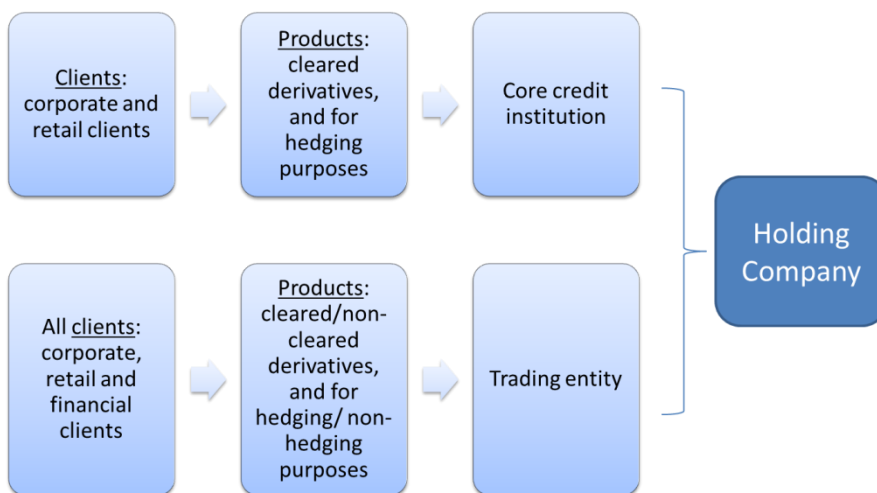 Clients:
corporate and
retail clients
Products:
cleared
derivatives,
and for
hedging
purposes
Core credit
institution
Holding
Company
All clients:
corporate,
retail and
financial
clients
Products:
cleared/non-
cleared
derivatives,
and for
hedging/ non-
hedging
purposes
Trading entity